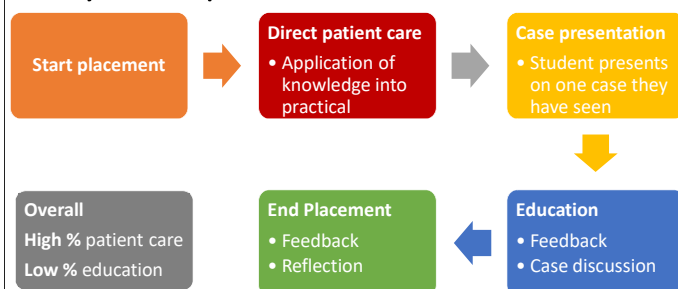 Start placement
Direct patient care
• Application of
knowledge into
practical
Case presentation
• Student presents
on one case they
have seen
Education
• Feedback
• Case discussion
End Placement
• Feedback
• Reflection
Overall
High % patient care
Low % education